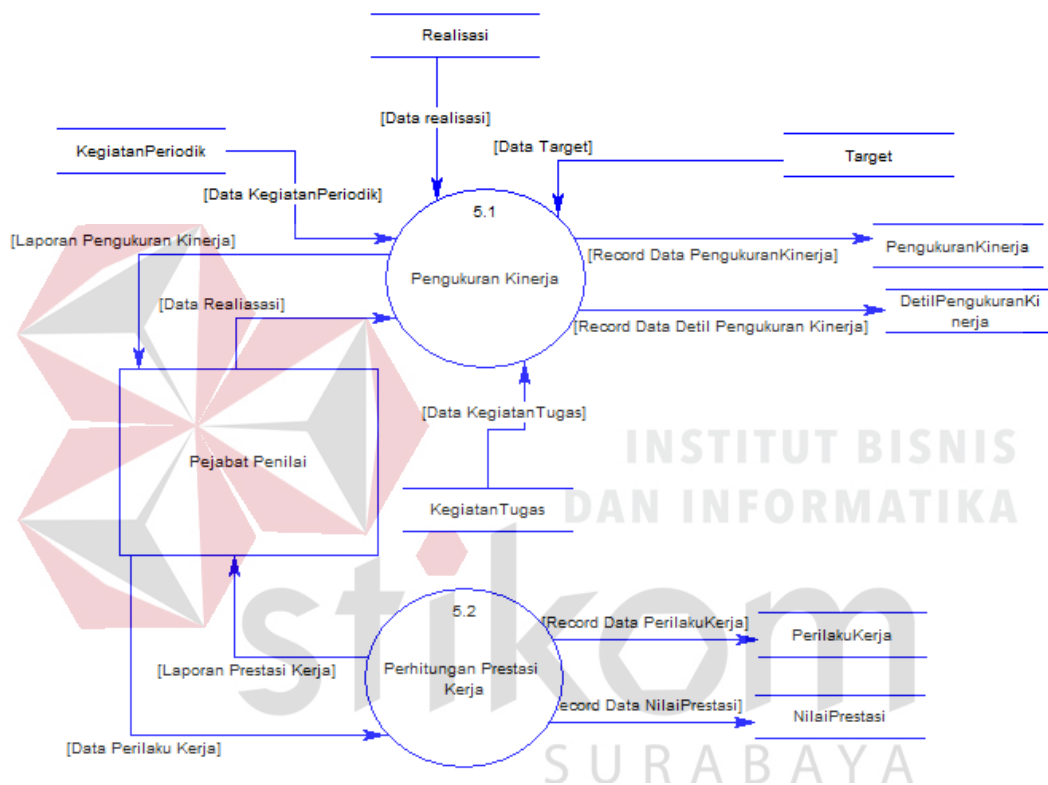 Realisasi
[Data realisasi]
[Data Target]
KegiatanPeriodik
Target
[Data KegiatanPeriodik]
5.1
[Laporan Pengukuran Kinerja]
[Record Data PengukuranKinerja]
PengukuranKinerja
Pengukuran Kinerja
[Data Realiasasi]
DetilPengukuranKi
nerja
[Record Data Detil Pengukuran Kinerja]
[Data KegiatanTugas]
INSTITUT BISNIS
DAN INFORMATIKA
Pejabat Penilai
KegiatanTugas
stikom
SURABAYA
5.2
[Record Data PerilakuKerja]
PerilakuKerja
[Laporan Prestasi Kerja]
Perhitungan Prestasi
Kerja
ecord Data NilaiPrestasi]
NilaiPrestasi
[Data Perilaku Kerja]